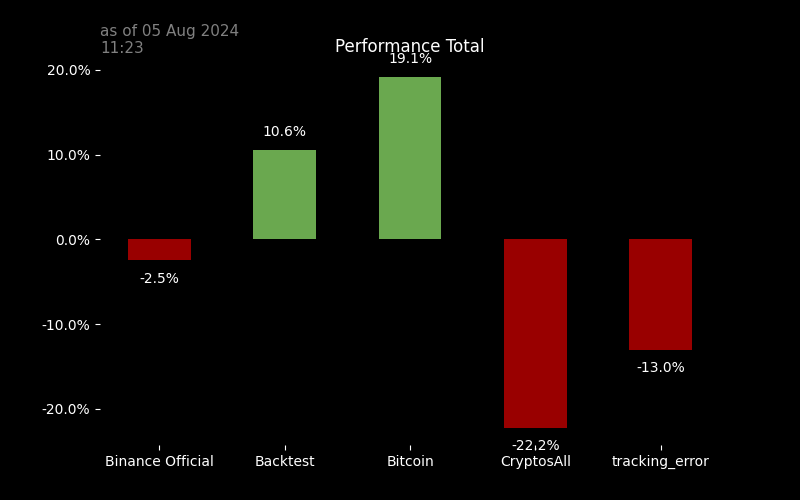 as of 05 Aug 2024
11:23
Performance Total
20.0%
10.0%
0.0%
-10.0%
-20.0%
-2.5%
10.6%
19.1%
-22.2%
-13.0%
Binance Official
Backtest
Bitcoin
CryptosAll
tracking_error